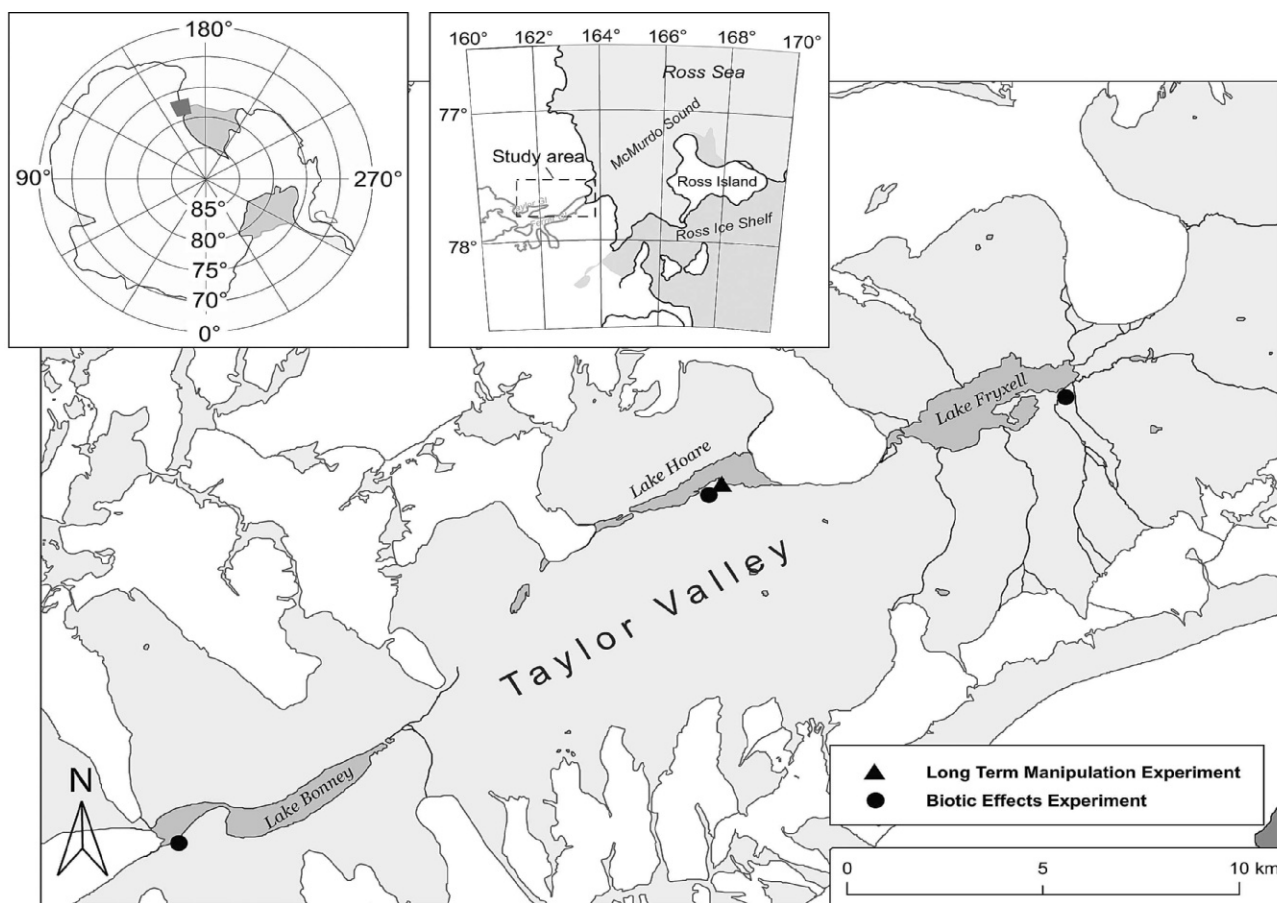 180°
90°
270°
85°
80°
75°
70°
0°
160°
162°
164°
166°
168°
170°
Ross Sea
77°
McMurdo Sound
Study area
Ross Island
Ross Ice Shelf
78°
Lake Fryxell
Lake Hoare
Taylor Valley
Lake Bonney
N
Long Term Manipulation Experiment
Biotic Effects Experiment
0
5
10 km